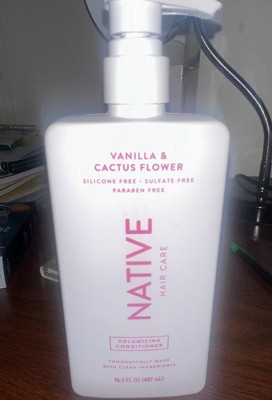 VANILLA &
CACTUS FLOWER
SILICONE FREE • SULFATE FREE
PARABEN FREE
NATIVE
HAIR CARE
VOLUMIZING
CONDITIONER
THOUGHTFULLY MADE
WITH CLEAN INGREDIENTS
16.5 FL OZ (487 mL)